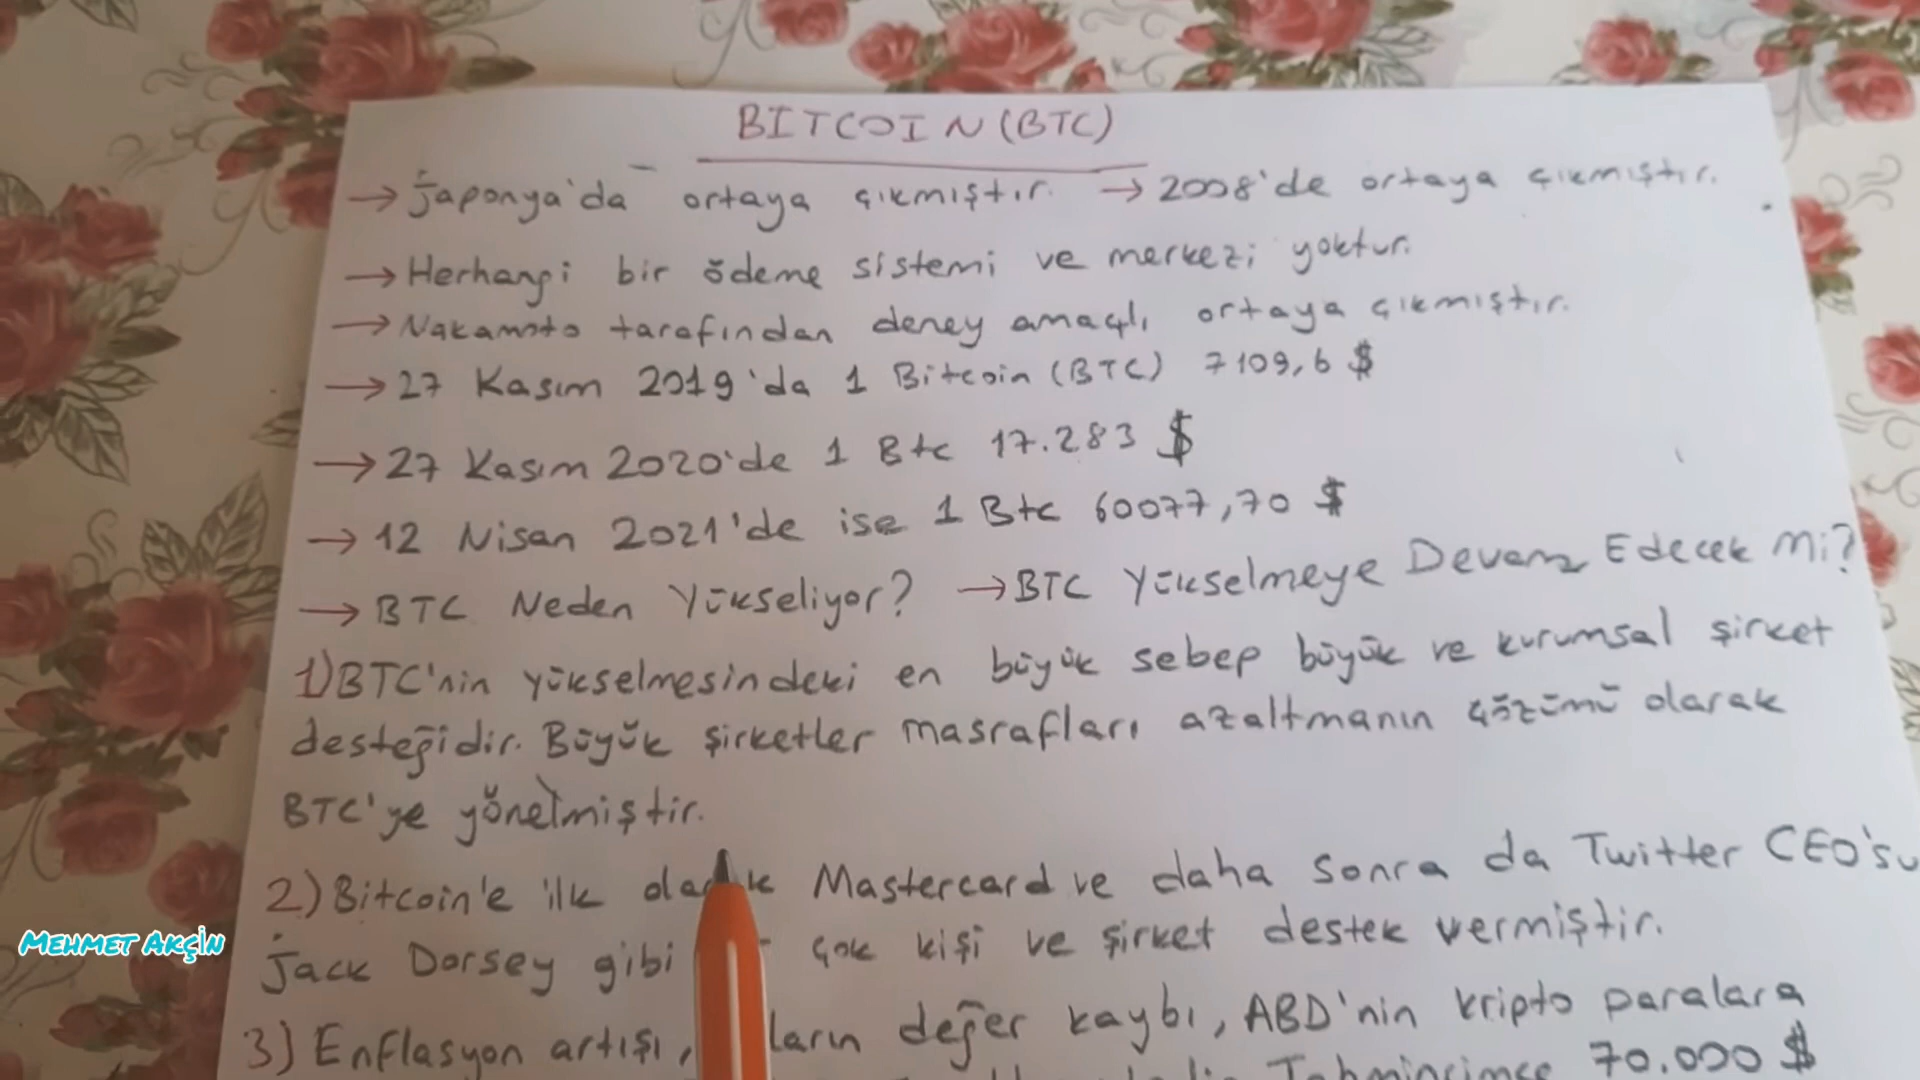 BITCOIN (BTC)
→ Japonya'da ortaya çıkmıştır. → 2008'de ortaya çıkmıştır.
→ Herhangi bir ödeme sistemi ve merkezi yoktur.
→ Nakamoto tarafından deney amaçlı ortaya çıkmıştır.
→ 27 Kasım 2019'da 1 Bitcoin (BTC) 7109,6 $
→ 27 Kasım 2020'de 1 Btc 17.283 $
→ 12 Nisan 2021'de ise 1 Btc 60077,70 $
→ BTC Neden Yükseliyor? → BTC Yükselmeye Devam Edecek Mi?
1) BTC'nin yükselmesindeki en büyük sebep büyük ve kurumsal şirket
desteğidir. Büyük şirketler masrafları azaltmanın çözümü olarak
BTC'ye yönelmiştir.
2) Bitcoin'e ilk olarak Mastercard ve daha sonra da Twitter CEO'su
Jack Dorsey gibi çok kişi ve şirket destek vermiştir.
3) Enflasyon artışı, ların değer kaybı, ABD'nin kripto paralara
Tahmincimce 70.000 $
MEHMET AKÇİN